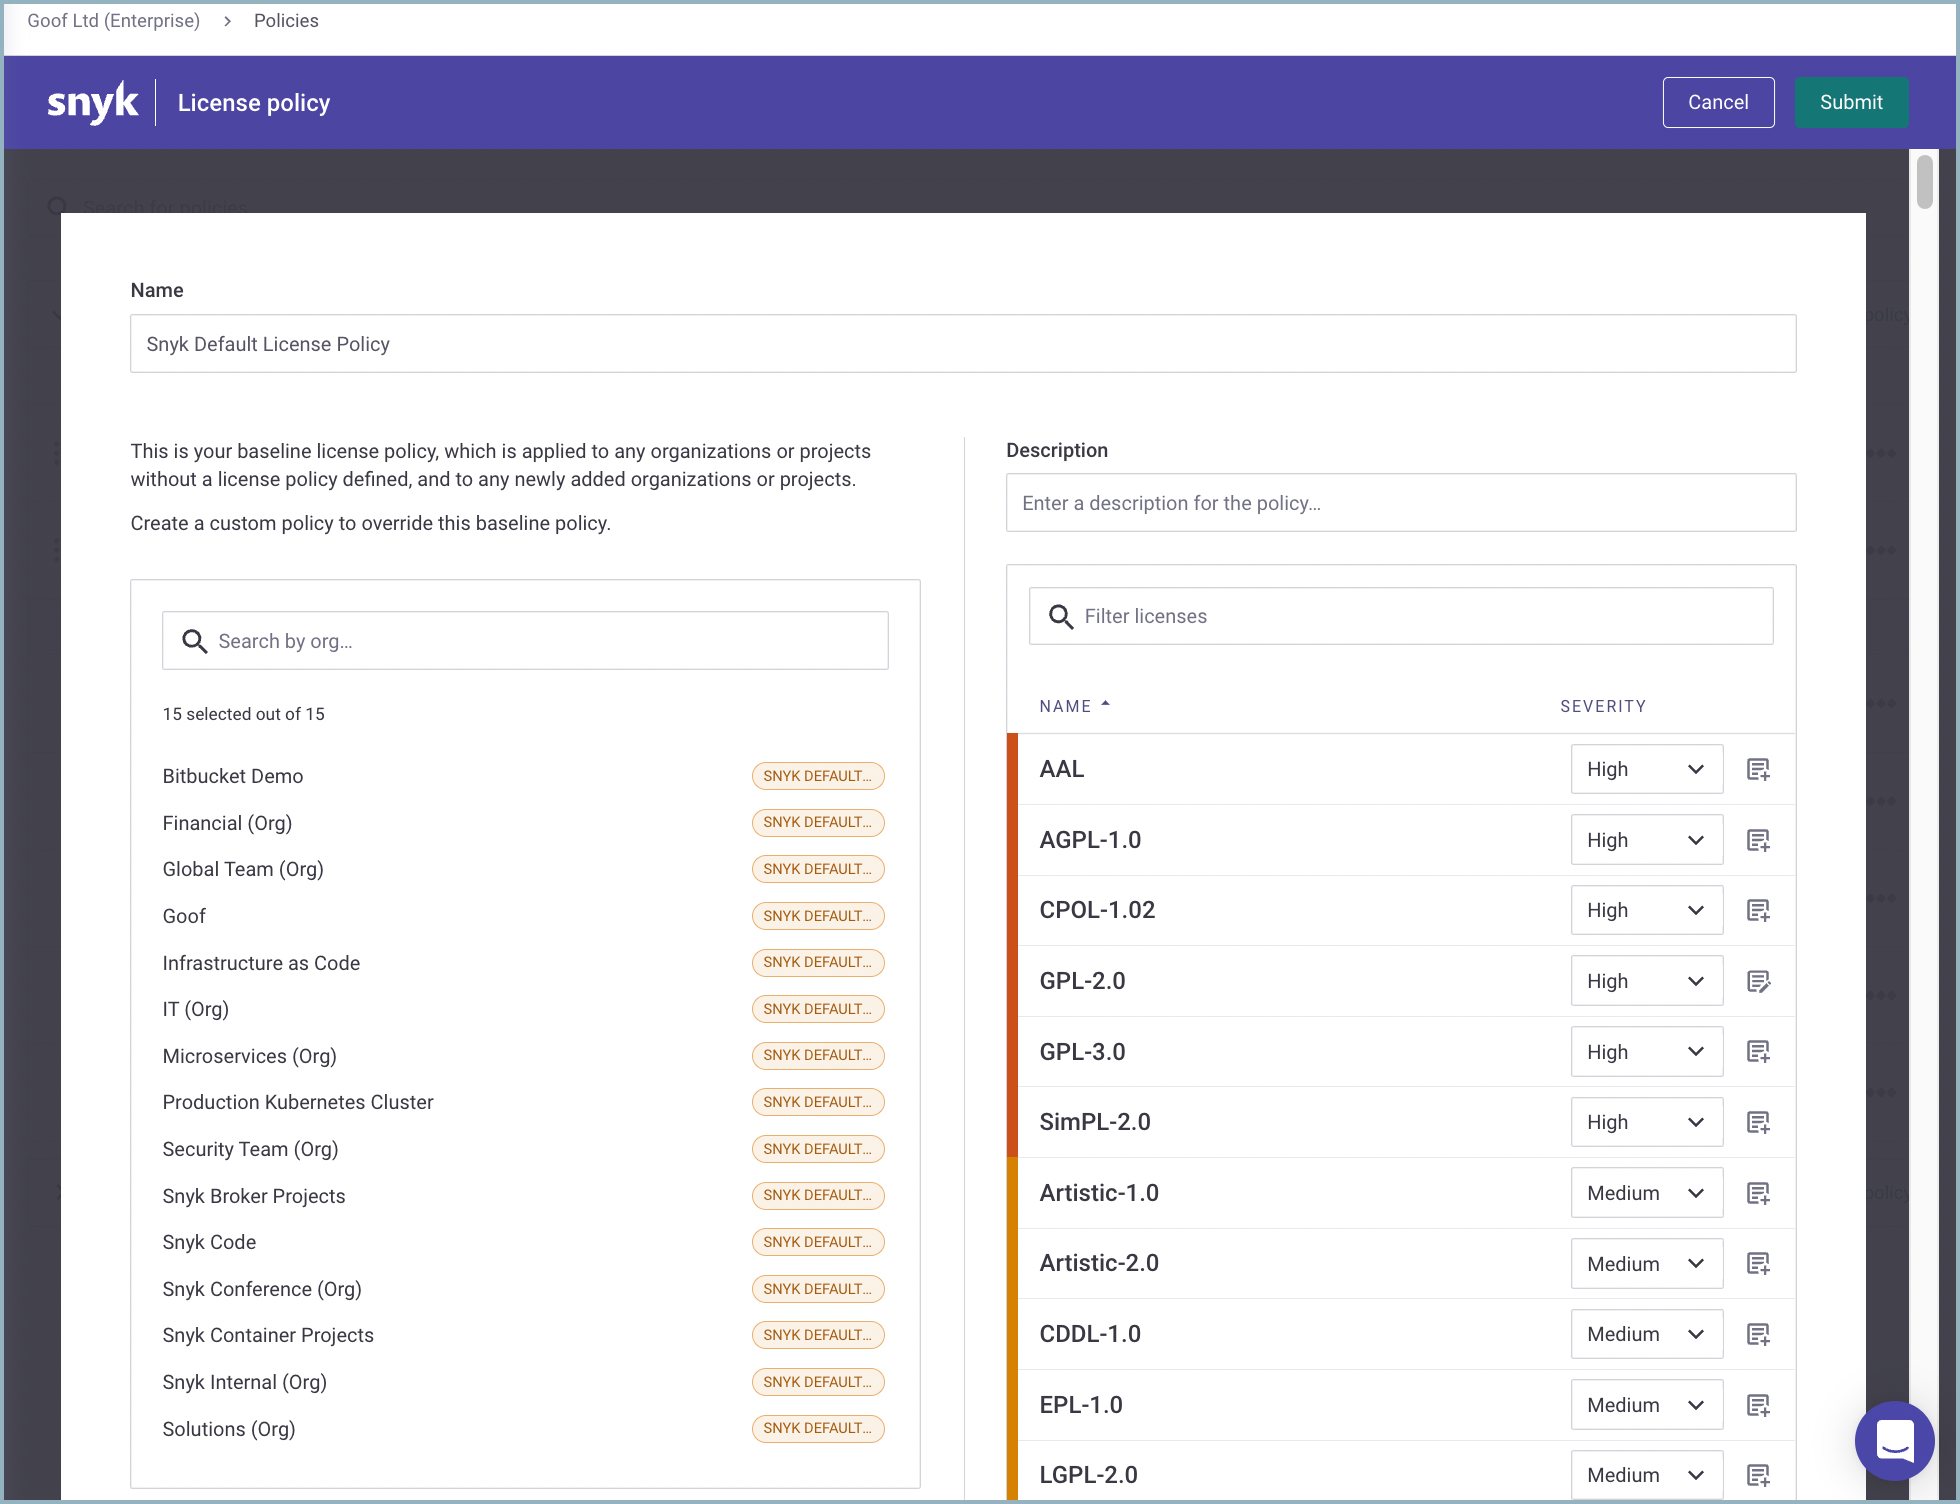 Goof Ltd (Enterprise) > Policies
snyk License policy
Cancel
Submit
Search for policies
Name
Snyk Default License Policy
This is your baseline license policy, which is applied to any organizations or projects
without a license policy defined, and to any newly added organizations or projects.
Create a custom policy to override this baseline policy.
Search by org...
15 selected out of 15
Bitbucket Demo SNYK DEFAULT...
Financial (Org) SNYK DEFAULT...
Global Team (Org) SNYK DEFAULT...
Goof SNYK DEFAULT...
Infrastructure as Code SNYK DEFAULT...
IT (Org) SNYK DEFAULT...
Microservices (Org) SNYK DEFAULT...
Production Kubernetes Cluster SNYK DEFAULT...
Security Team (Org) SNYK DEFAULT...
Snyk Broker Projects SNYK DEFAULT...
Snyk Code SNYK DEFAULT...
Snyk Conference (Org) SNYK DEFAULT...
Snyk Container Projects SNYK DEFAULT...
Snyk Internal (Org) SNYK DEFAULT...
Solutions (Org) SNYK DEFAULT...
Description
Enter a description for the policy...
Filter licenses
NAME SEVERITY
AAL High
AGPL-1.0 High
CPOL-1.02 High
GPL-2.0 High
GPL-3.0 High
SimPL-2.0 High
Artistic-1.0 Medium
Artistic-2.0 Medium
CDDL-1.0 Medium
EPL-1.0 Medium
LGPL-2.0 Medium
policy
policy